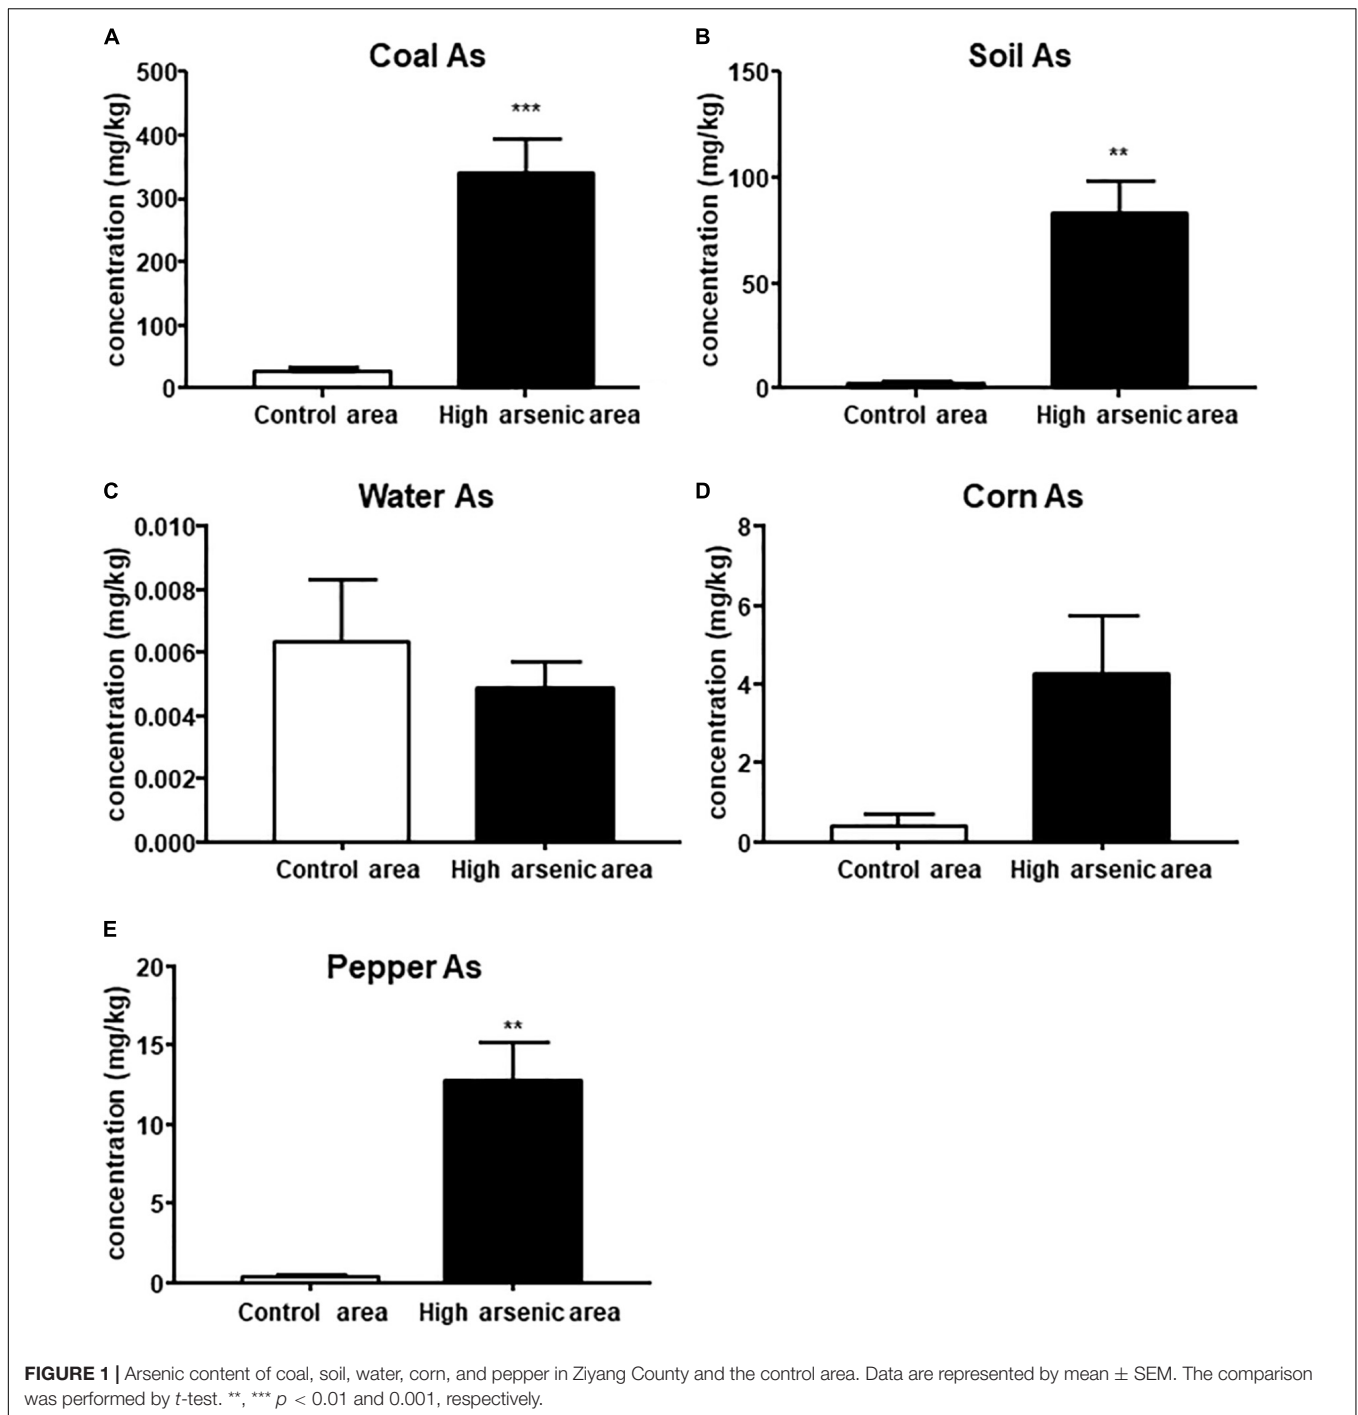 A
Coal As
concentration (mg/kg)
500
400
300
200
100
0
***
Control area
High arsenic area
B
Soil As
concentration (mg/kg)
150
100
50
0
**
Control area
High arsenic area
C
Water As
concentration (mg/kg)
0.010
0.008
0.006
0.004
0.002
0.000
Control area
High arsenic area
D
Corn As
concentration (mg/kg)
8
6
4
2
0
Control area
High arsenic area
E
Pepper As
concentration (mg/kg)
20
15
10
5
0
**
Control area
High arsenic area
FIGURE 1 | Arsenic content of coal, soil, water, corn, and pepper in Ziyang County and the control area. Data are represented by mean ± SEM. The comparison
was performed by t-test. **, *** p < 0.01 and 0.001, respectively.